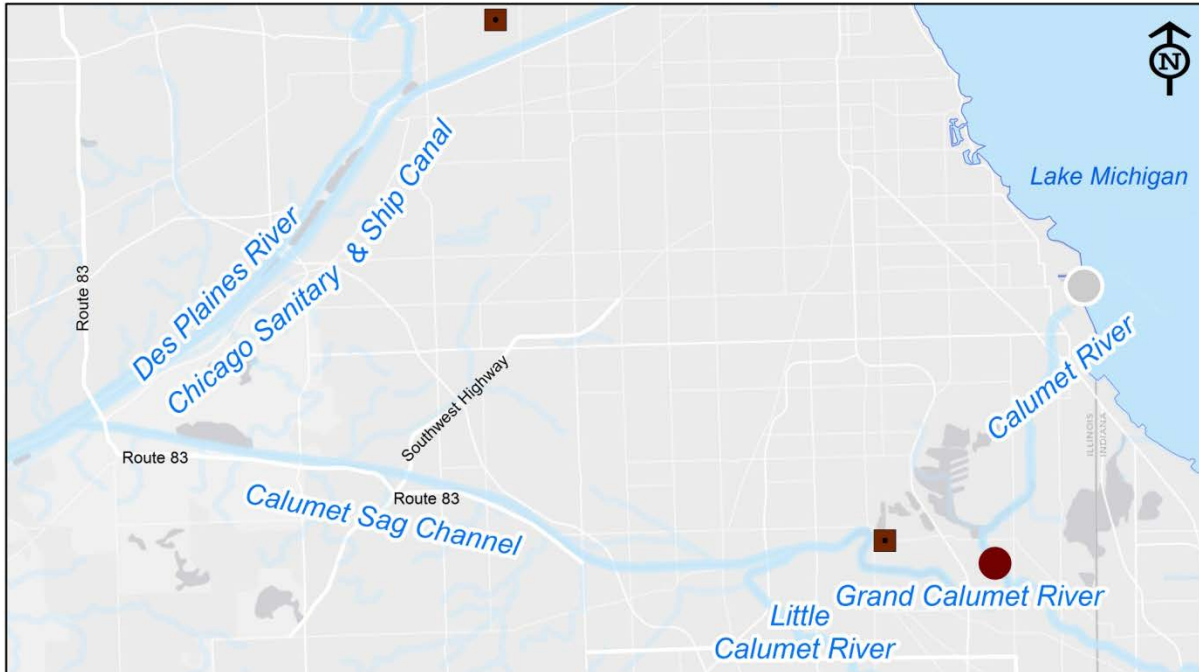 N
Lake Michigan
Des Plaines River
Chicago Sanitary & Ship Canal
Route 83
Calumet River
Southwest Highway
ILLINOIS
INDIANA
Route 83
Route 83
Calumet Sag Channel
Grand Calumet River
Little
Calumet River